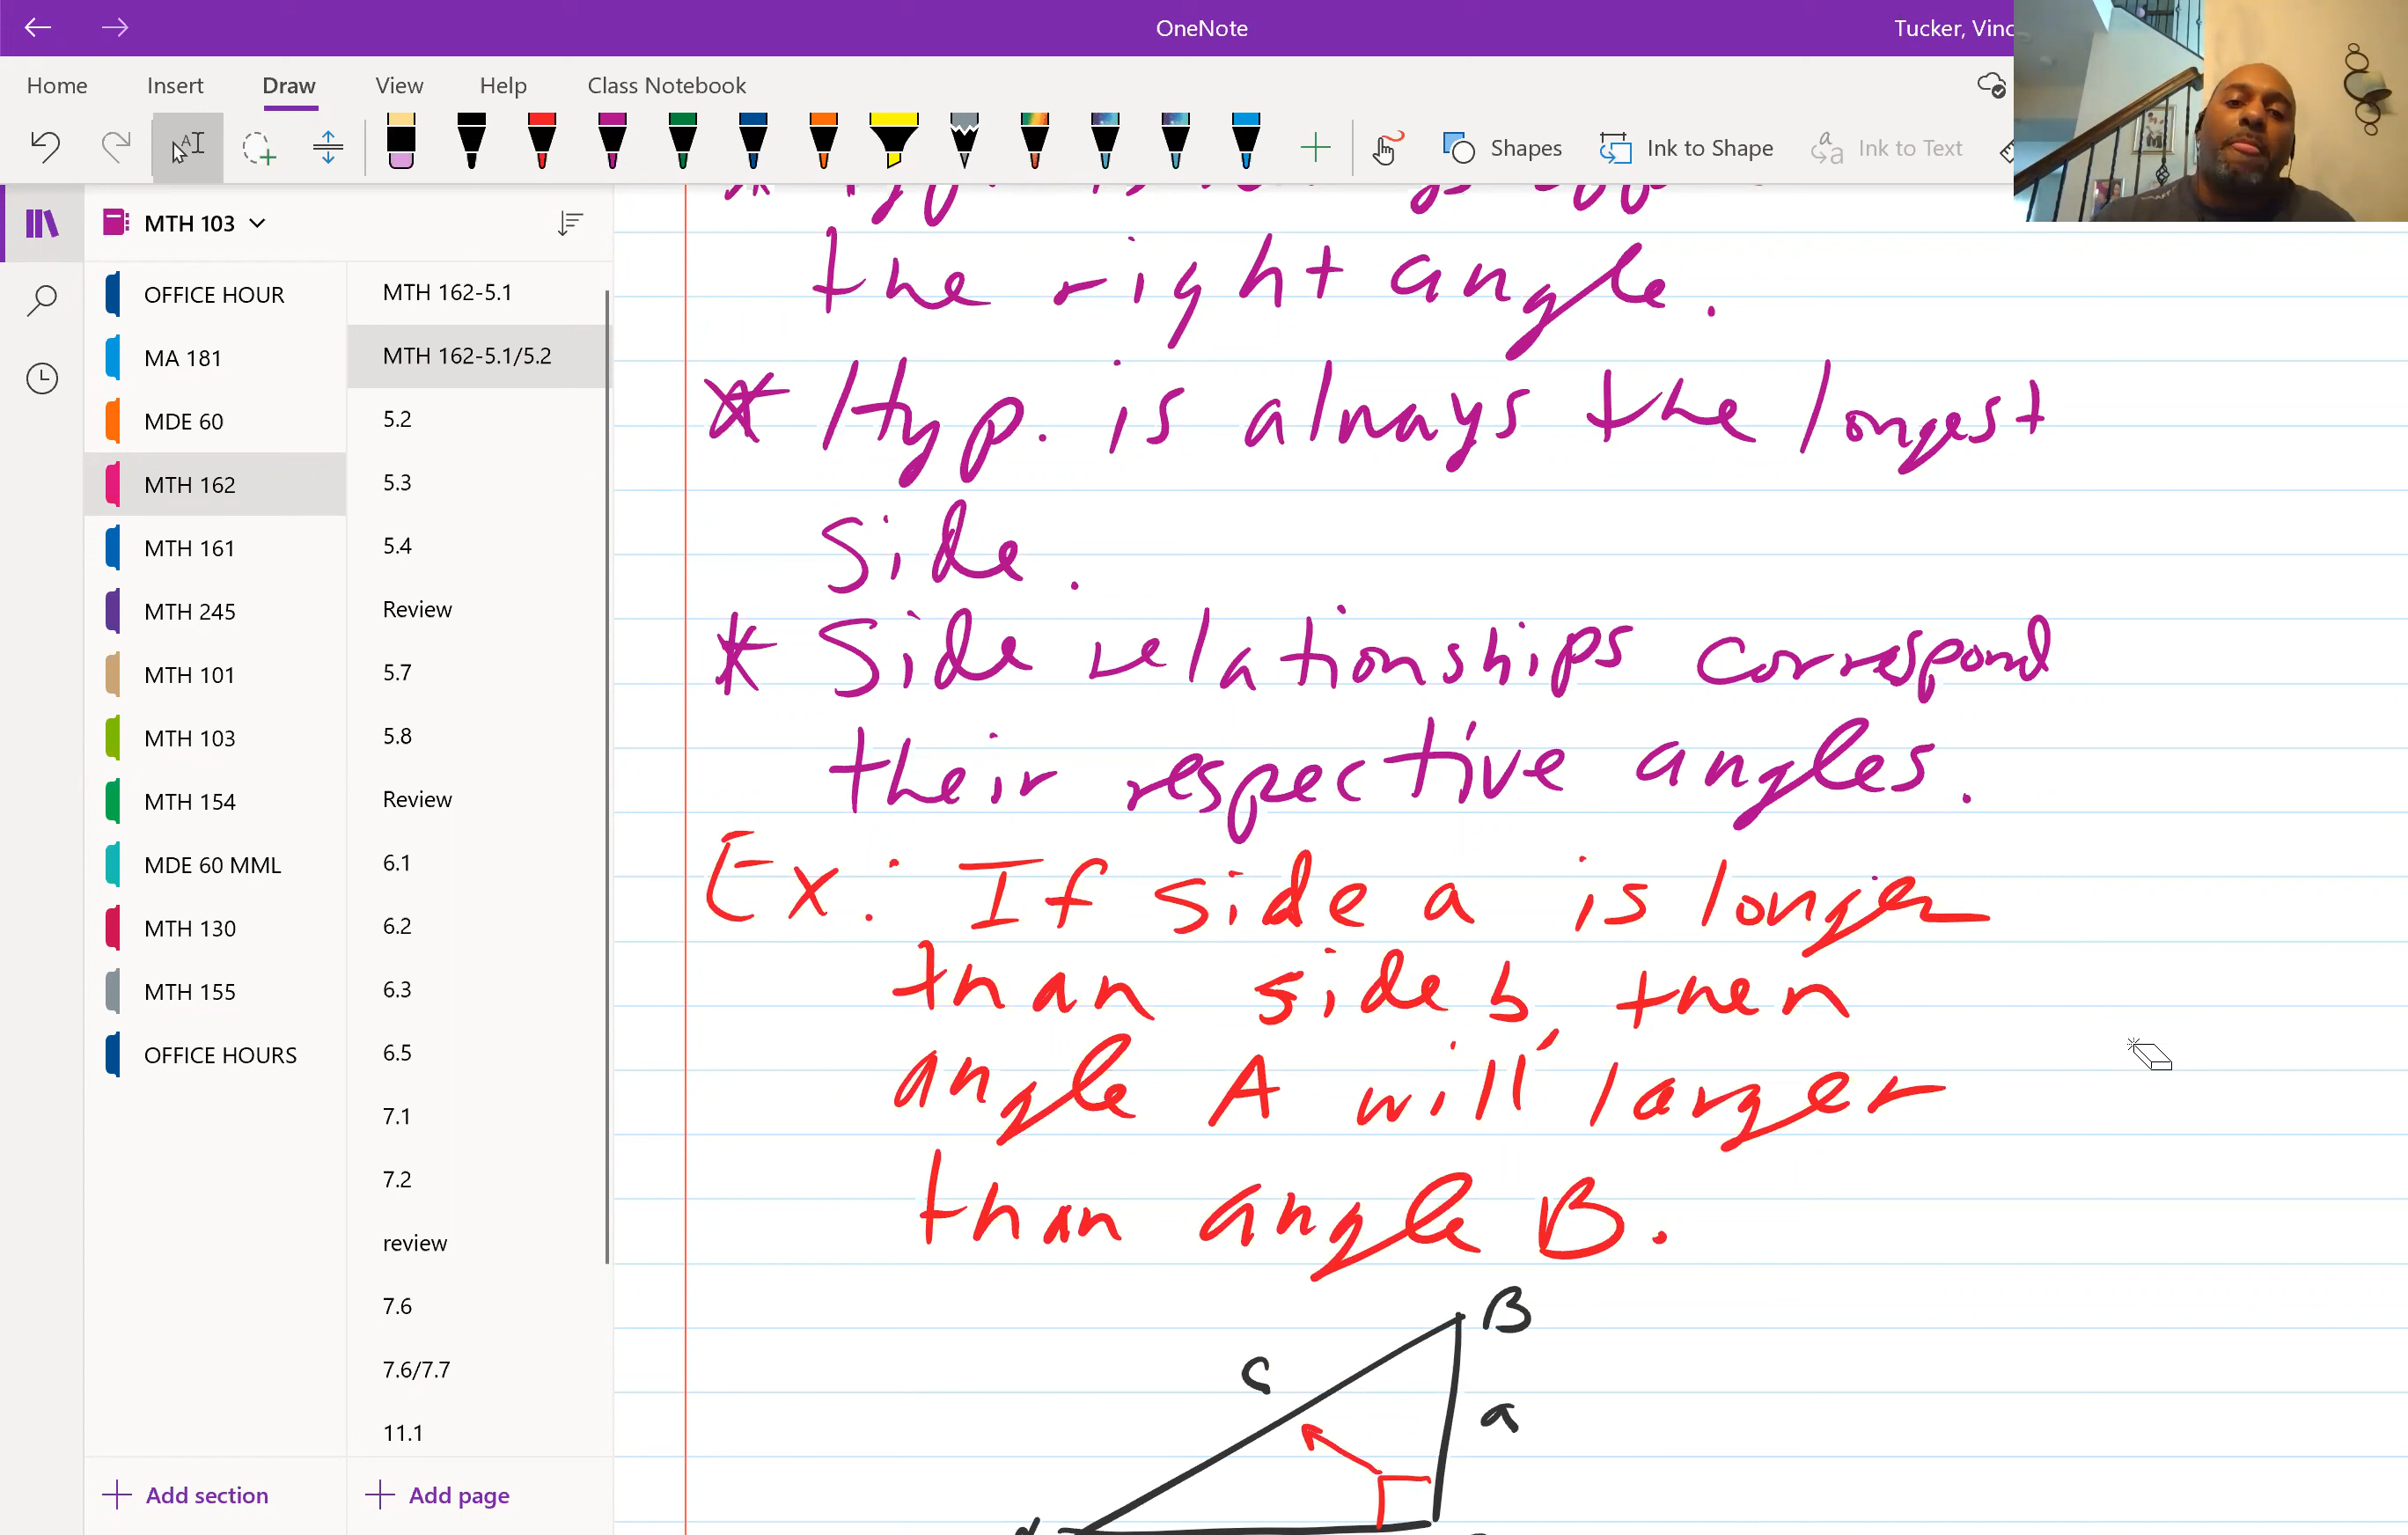 OneNote
Tucker, Vinc
Home Insert Draw View Help Class Notebook
Shapes Ink to Shape Ink to Text
MTH 103
OFFICE HOUR
MA 181
MDE 60
MTH 162
MTH 161
MTH 245
MTH 101
MTH 103
MTH 154
MDE 60 MML
MTH 130
MTH 155
OFFICE HOURS
Add section
MTH 162-5.1
MTH 162-5.1/5.2
5.2
5.3
5.4
Review
5.7
5.8
Review
6.1
6.2
6.3
6.5
7.1
7.2
review
7.6
7.6/7.7
11.1
Add page
the right angle.
* Hyp. is always the longest
side.
* Side relationships correspond
their respective angles.
Ex: If side a is longer
than side b, then
angle A will larger
than angle B.
B
c
a